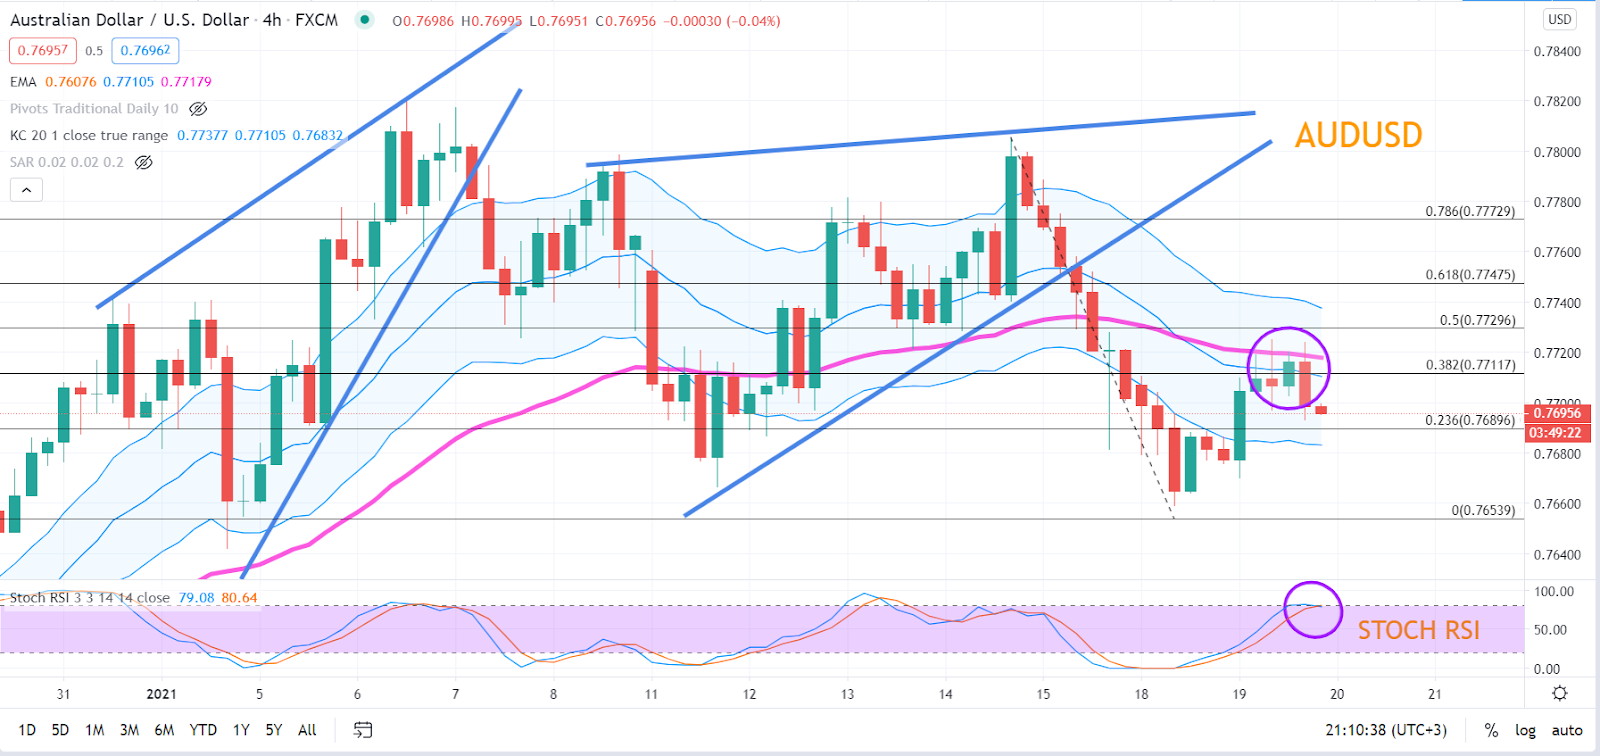 Australian Dollar / U.S. Dollar · 4h · FXCM O0.76986 H0.76995 L0.76951 C0.76956 −0.00030 (−0.04%)
USD
0.76957 0.5 0.76962
EMA 0.76076 0.77105 0.77179
Pivots Traditional Daily 10
KC 20 1 close true range 0.77377 0.77105 0.76832
SAR 0.02 0.02 0.2
AUDUSD
0.78400
0.78200
0.78000
0.77800
0.77600
0.77400
0.77200
0.77000
0.76956
03:49:22
0.76800
0.76600
0.76400
0.786(0.77729)
0.618(0.77475)
0.5(0.77296)
0.382(0.77117)
0.236(0.76896)
0(0.76539)
Stoch RSI 3 3 14 14 close 79.08 80.64
STOCH RSI
100.00
50.00
0.00
31 2021 5 6 7 8 11 12 13 14 15 18 19 20 21
1D 5D 1M 3M 6M YTD 1Y 5Y All 21:10:38 (UTC+3) % log auto